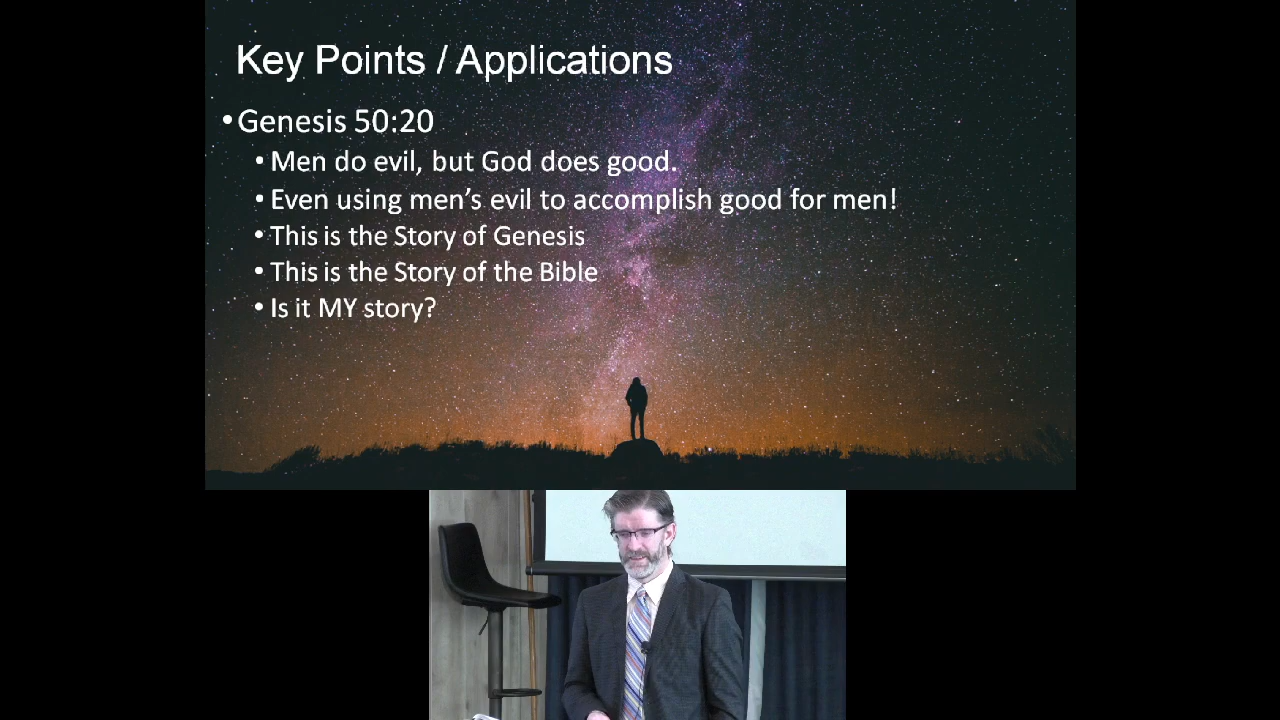 Key Points / Applications
• Genesis 50:20
• Men do evil, but God does good.
• Even using men's evil to accomplish good for men!
• This is the Story of Genesis
• This is the Story of the Bible
• Is it MY story?